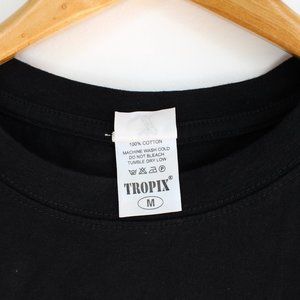 100% COTTON
MACHINE WASH COLD
DO NOT BLEACH
TUMBLE DRY LOW
TROPIX®
M